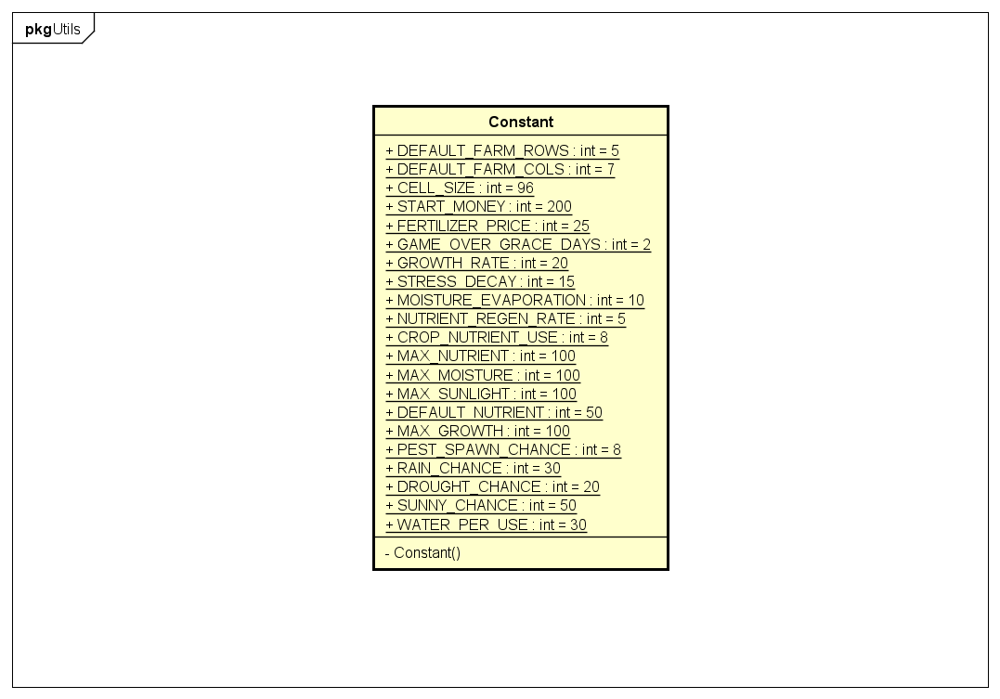 pkg Utils
Constant
+ DEFAULT_FARM_ROWS : int = 5
+ DEFAULT_FARM_COLS : int = 7
+ CELL_SIZE : int = 96
+ START_MONEY : int = 200
+ FERTILIZER_PRICE : int = 25
+ GAME_OVER_GRACE_DAYS : int = 2
+ GROWTH_RATE : int = 20
+ STRESS_DECAY : int = 15
+ MOISTURE_EVAPORATION : int = 10
+ NUTRIENT_REGEN_RATE : int = 5
+ CROP_NUTRIENT_USE : int = 8
+ MAX_NUTRIENT : int = 100
+ MAX_MOISTURE : int = 100
+ MAX_SUNLIGHT : int = 100
+ DEFAULT_NUTRIENT : int = 50
+ MAX_GROWTH : int = 100
+ PEST_SPAWN_CHANCE : int = 8
+ RAIN_CHANCE : int = 30
+ DROUGHT_CHANCE : int = 20
+ SUNNY_CHANCE : int = 50
+ WATER_PER_USE : int = 30
- Constant()